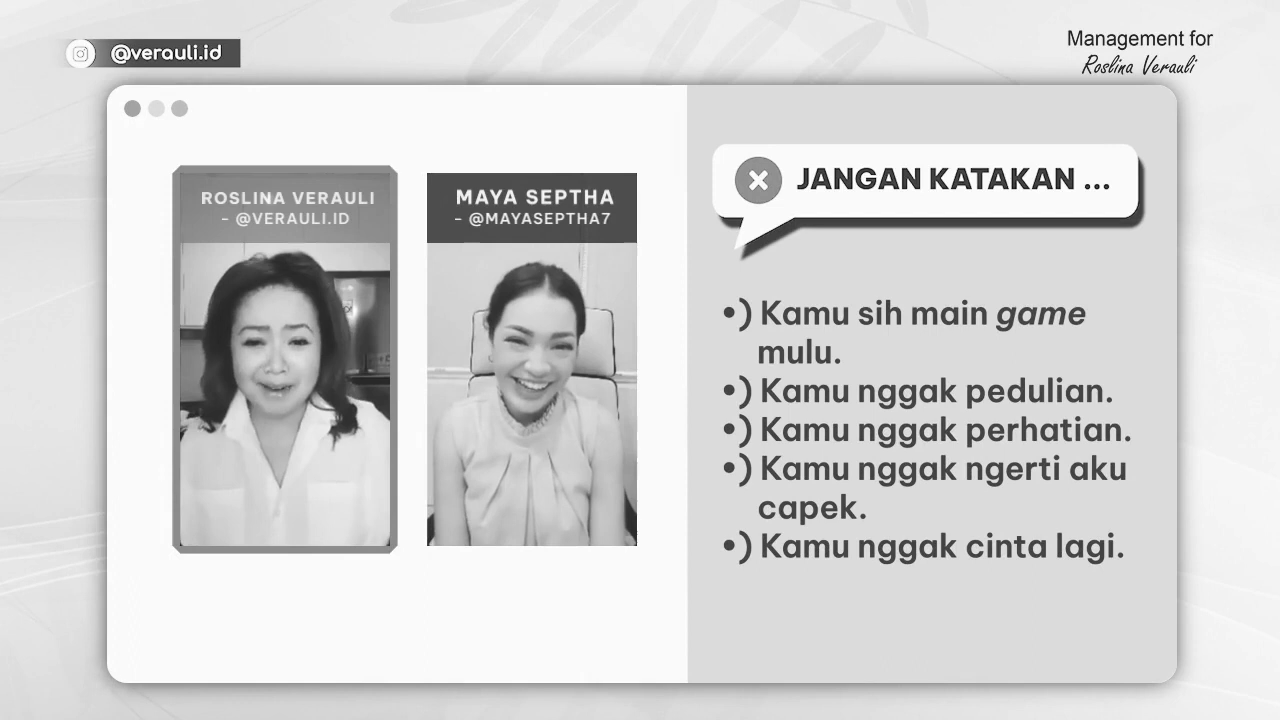 @verauli.id
Management for
Roslina Verauli
ROSLINA VERAULI
- @VERAULI.ID
MAYA SEPTHA
- @MAYASEPTHA7
JANGAN KATAKAN ...
•) Kamu sih main game
mulu.
•) Kamu nggak pedulian.
•) Kamu nggak perhatian.
•) Kamu nggak ngerti aku
capek.
•) Kamu nggak cinta lagi.